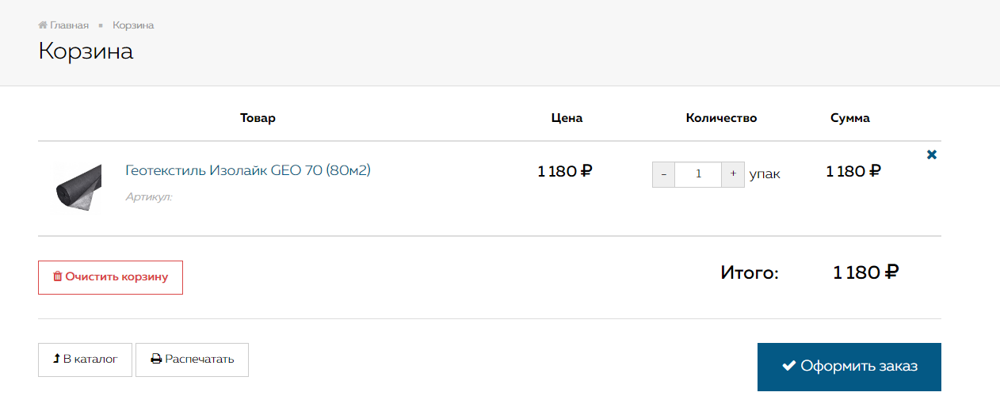 Главная Корзина
Корзина
Товар Цена Количество Сумма
Геотекстиль Изолайк GEO 70 (80м2) 1 180 ₽ - 1 + упак 1 180 ₽
Артикул:
Очистить корзину Итого: 1 180 ₽
В каталог Распечатать Оформить заказ